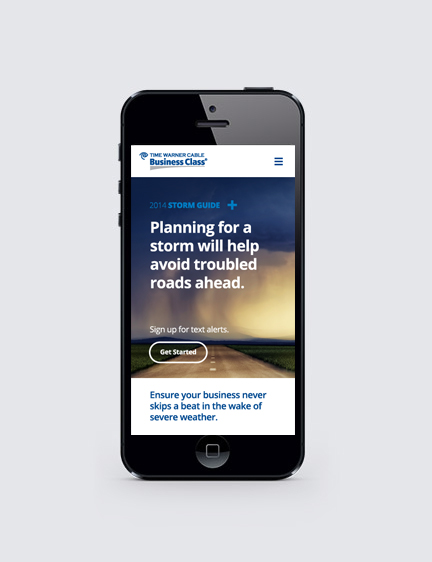 TIME WARNER CABLE
Business Class®
2014 STORM GUIDE +
Planning for a
storm will help
avoid troubled
roads ahead.
Sign up for text alerts.
Get Started
Ensure your business never
skips a beat in the wake of
severe weather.